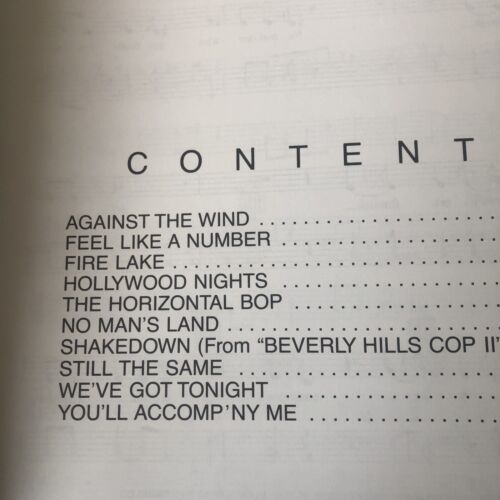 CONTENT
AGAINST THE WIND ......................
FEEL LIKE A NUMBER ....................
FIRE LAKE ..............................
HOLLYWOOD NIGHTS ....................
THE HORIZONTAL BOP ...................
NO MAN'S LAND .........................
SHAKEDOWN (From "BEVERLY HILLS COP II"
STILL THE SAME ........................
WE'VE GOT TONIGHT .....................
YOU'LL ACCOMP'NY ME ..................